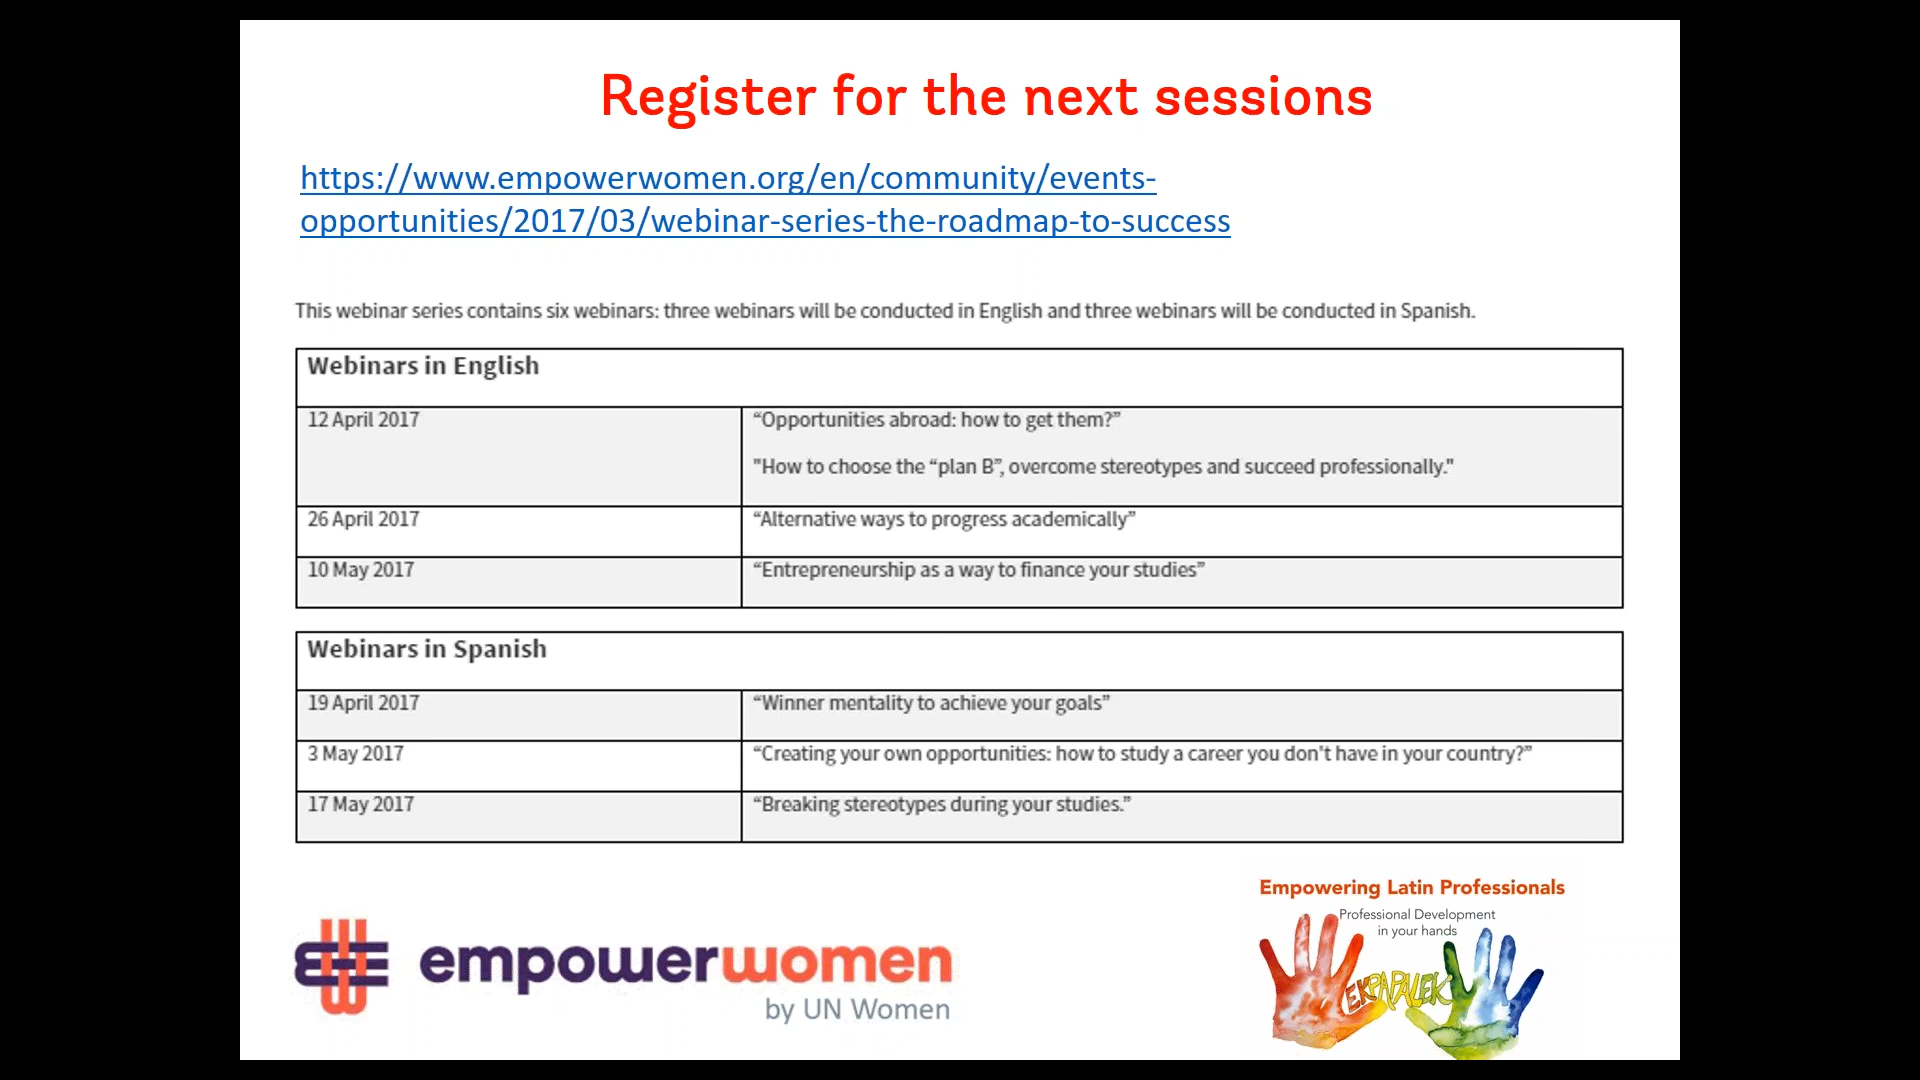 Register for the next sessions
https://www.empowerwomen.org/en/community/events-
opportunities/2017/03/webinar-series-the-roadmap-to-success
This webinar series contains six webinars: three webinars will be conducted in English and three webinars will be conducted in Spanish.
Webinars in English
12 April 2017
“Opportunities abroad: how to get them?”
"How to choose the “plan B”, overcome stereotypes and succeed professionally."
26 April 2017
“Alternative ways to progress academically”
10 May 2017
“Entrepreneurship as a way to finance your studies”
Webinars in Spanish
19 April 2017
“Winner mentality to achieve your goals”
3 May 2017
“Creating your own opportunities: how to study a career you don't have in your country?”
17 May 2017
“Breaking stereotypes during your studies.”
empowerwomen
by UN Women
Empowering Latin Professionals
Professional Development
in your hands
EKPAPALEK